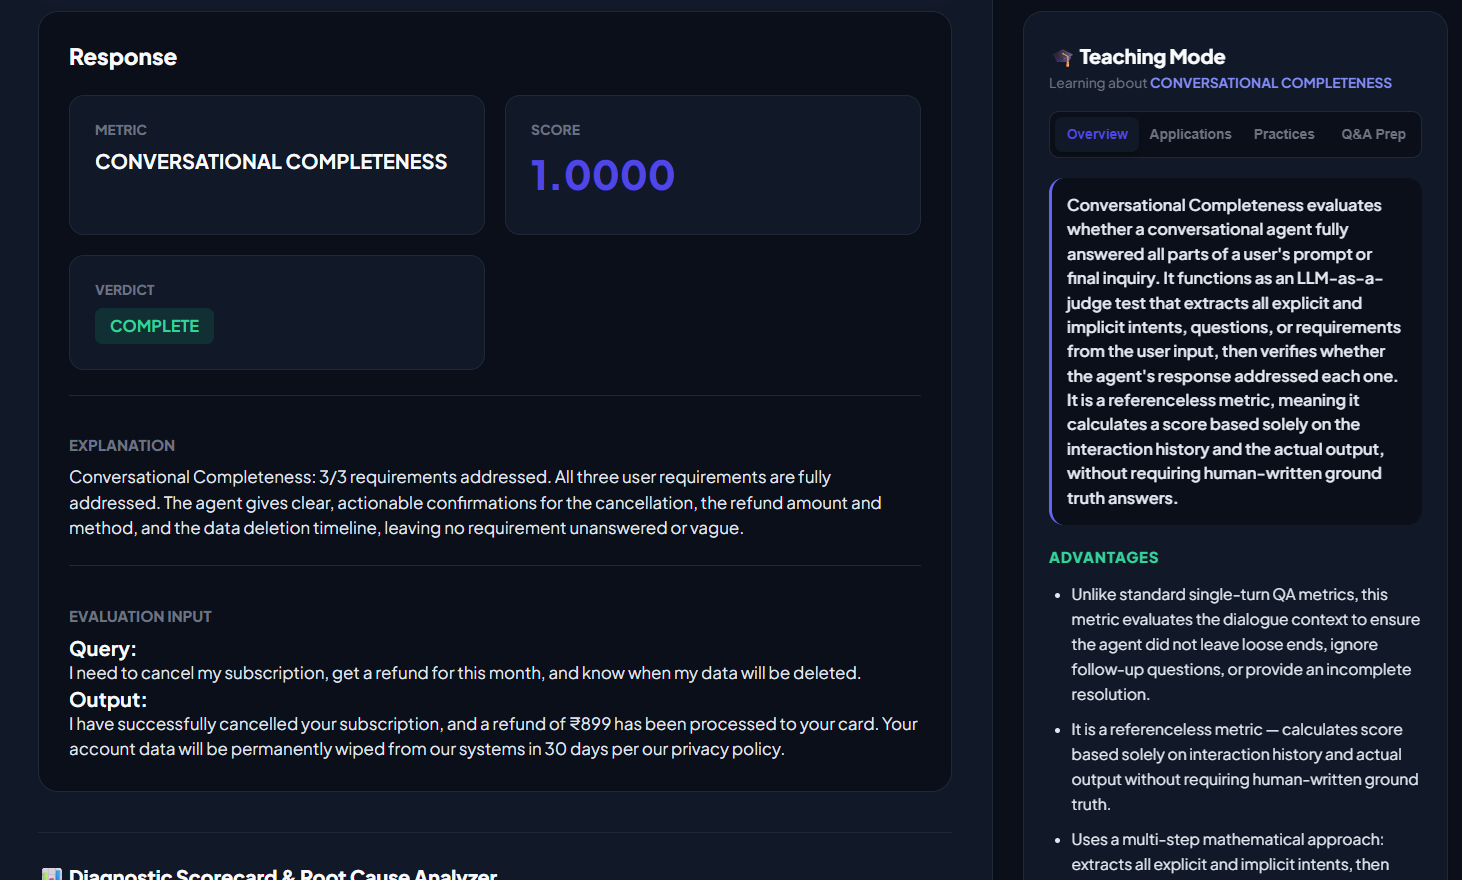 Response
METRIC
CONVERSATIONAL COMPLETENESS
SCORE
1.0000
VERDICT
COMPLETE
EXPLANATION
Conversational Completeness: 3/3 requirements addressed. All three user requirements are fully
addressed. The agent gives clear, actionable confirmations for the cancellation, the refund amount and
method, and the data deletion timeline, leaving no requirement unanswered or vague.
EVALUATION INPUT
Query:
I need to cancel my subscription, get a refund for this month, and know when my data will be deleted.
Output:
I have successfully cancelled your subscription, and a refund of ₹899 has been processed to your card. Your
account data will be permanently wiped from our systems in 30 days per our privacy policy.
Diagnostic Scorecard & Root Cause Analyzer
Teaching Mode
Learning about CONVERSATIONAL COMPLETENESS
Overview Applications Practices Q&A Prep
Conversational Completeness evaluates
whether a conversational agent fully
answered all parts of a user's prompt or
final inquiry. It functions as an LLM-as-a-
judge test that extracts all explicit and
implicit intents, questions, or requirements
from the user input, then verifies whether
the agent's response addressed each one.
It is a referenceless metric, meaning it
calculates a score based solely on the
interaction history and the actual output,
without requiring human-written ground
truth answers.
ADVANTAGES
• Unlike standard single-turn QA metrics, this
metric evaluates the dialogue context to ensure
the agent did not leave loose ends, ignore
follow-up questions, or provide an incomplete
resolution.
• It is a referenceless metric — calculates score
based solely on interaction history and actual
output without requiring human-written ground
truth.
• Uses a multi-step mathematical approach:
extracts all explicit and implicit intents, then